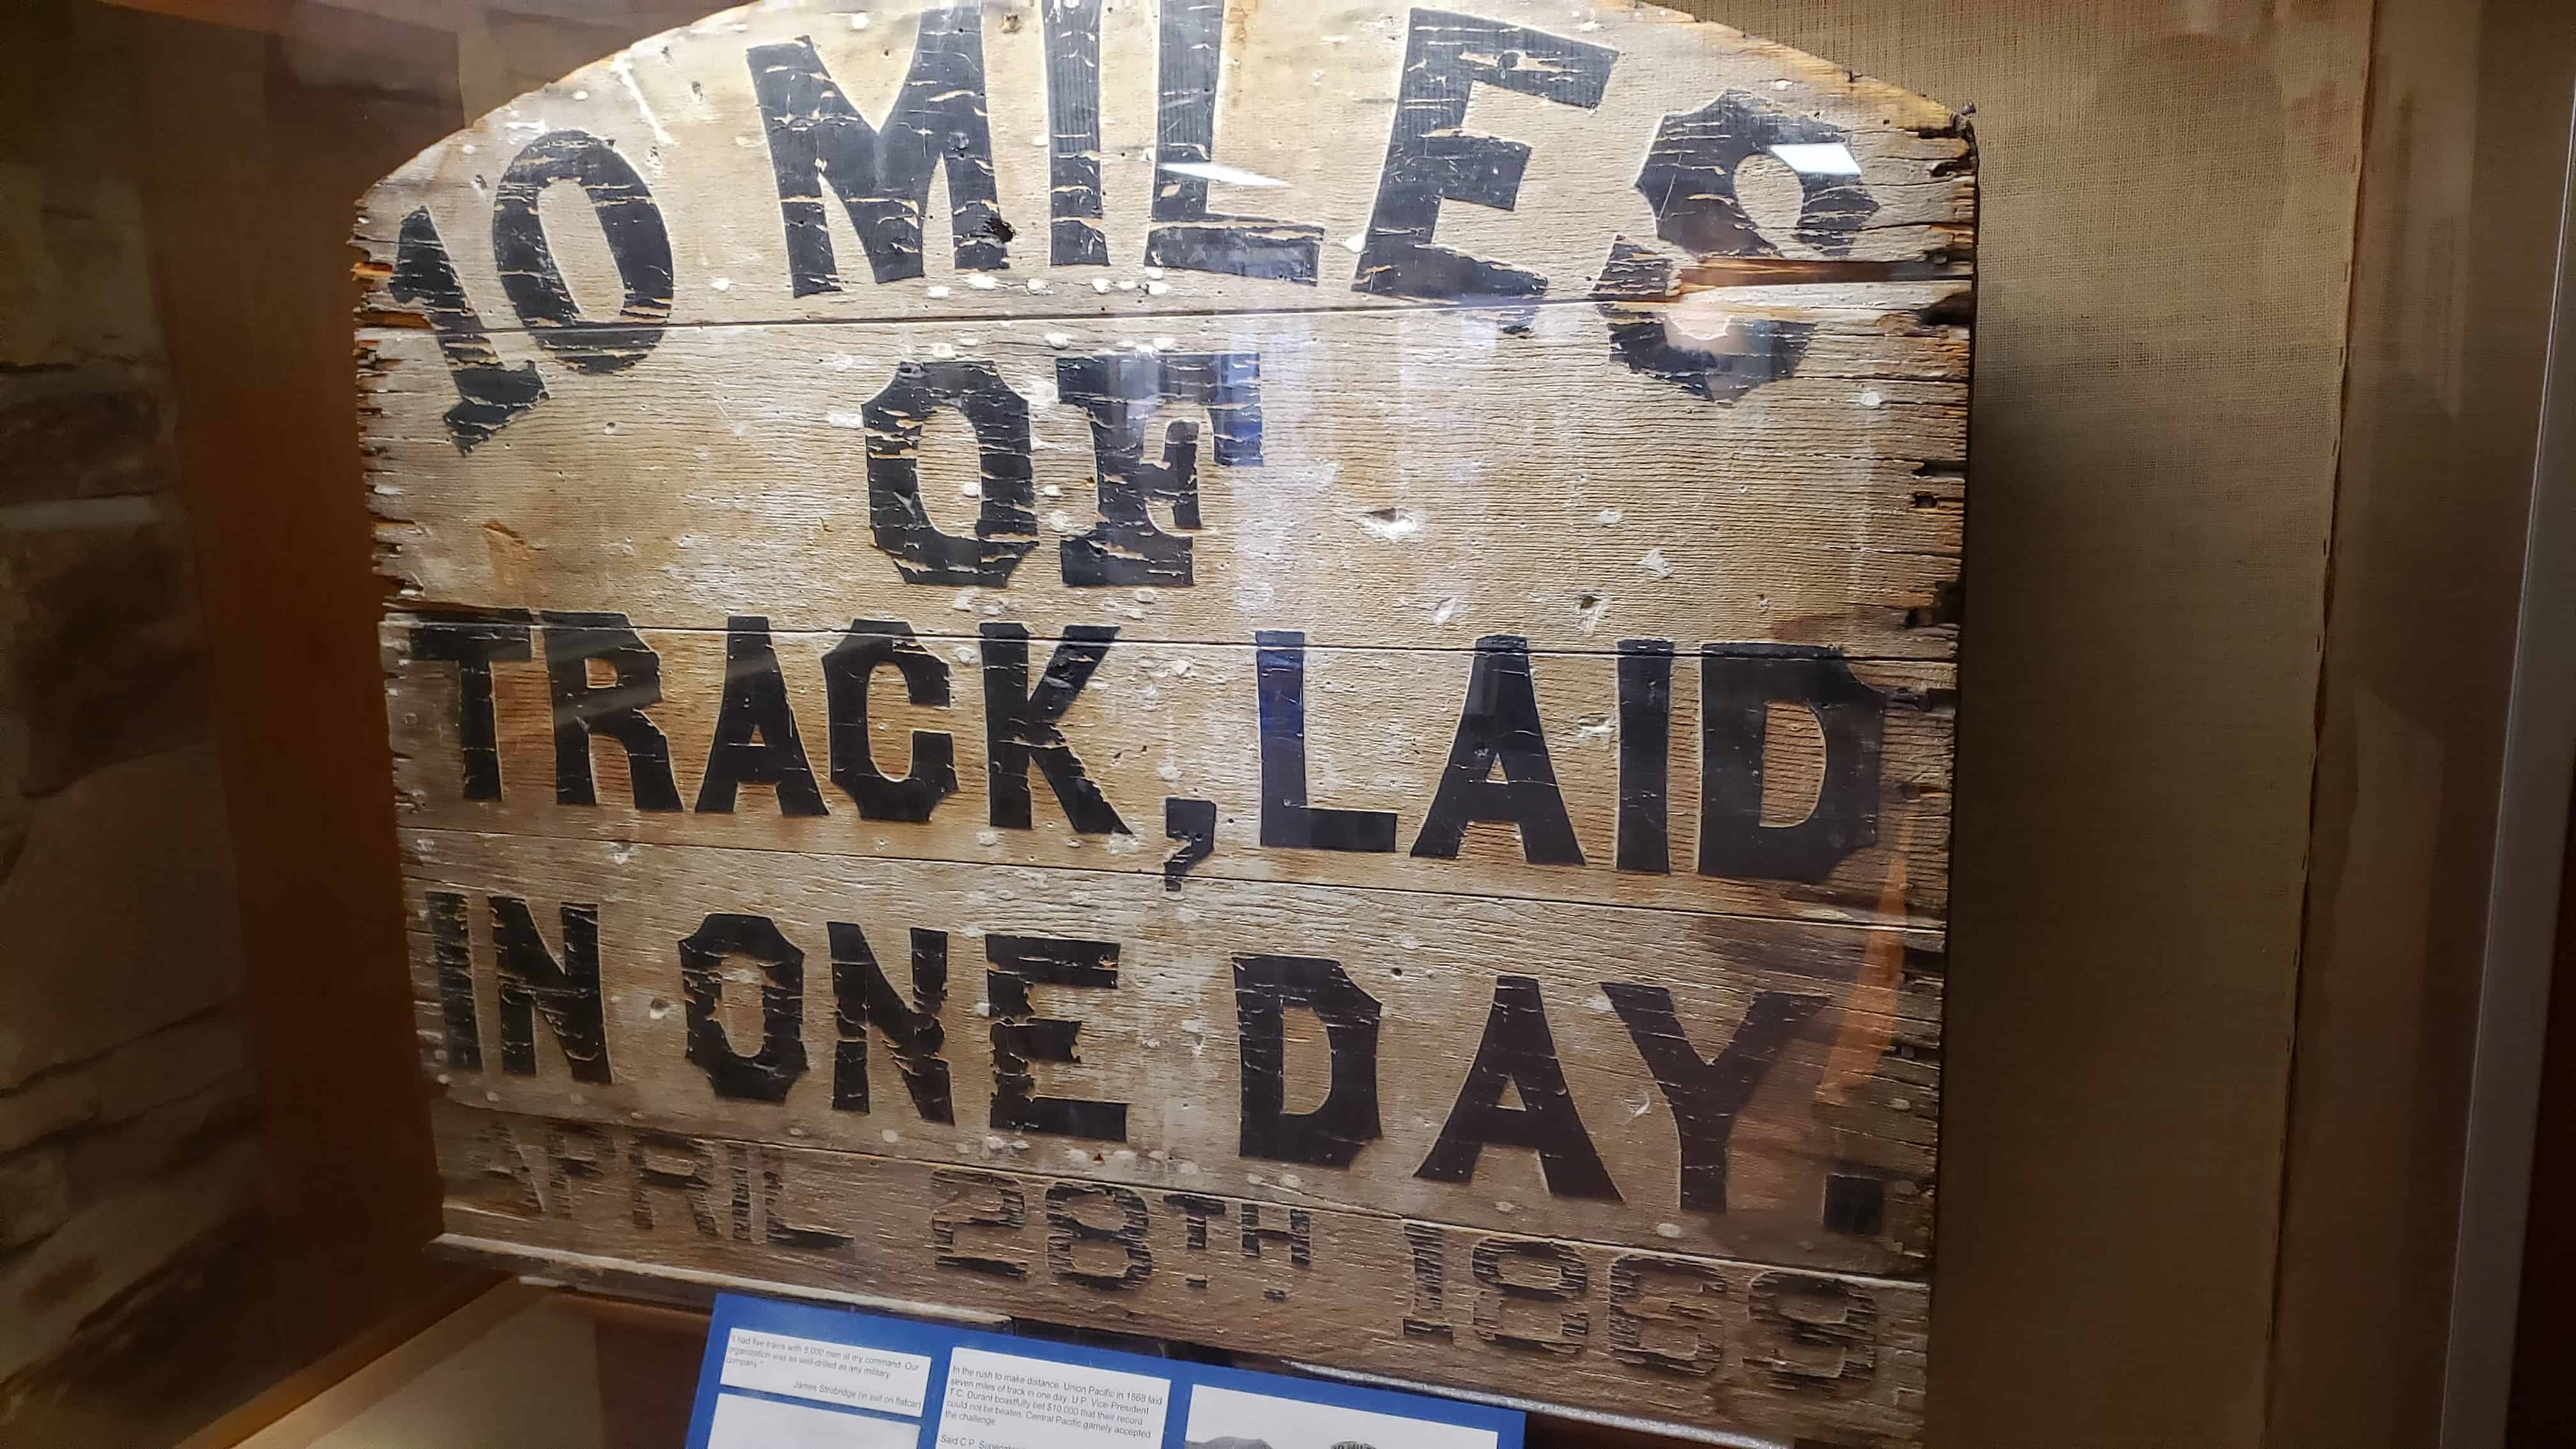 10 MILES
OF
TRACK, LAID
IN ONE DAY.
APRIL 28TH 1869
"I had five trains with 5,000 men at my command. Our
organization was as well-drilled as any military
company."
James Strobridge (in suit on flatcar)
In the rush to make distance, Union Pacific in 1868 laid
seven miles of track in one day. U.P. Vice-President
T.C. Durant boastfully bet $10,000 that their record
could not be beaten. Central Pacific gamely accepted
the challenge.
Said C.P.